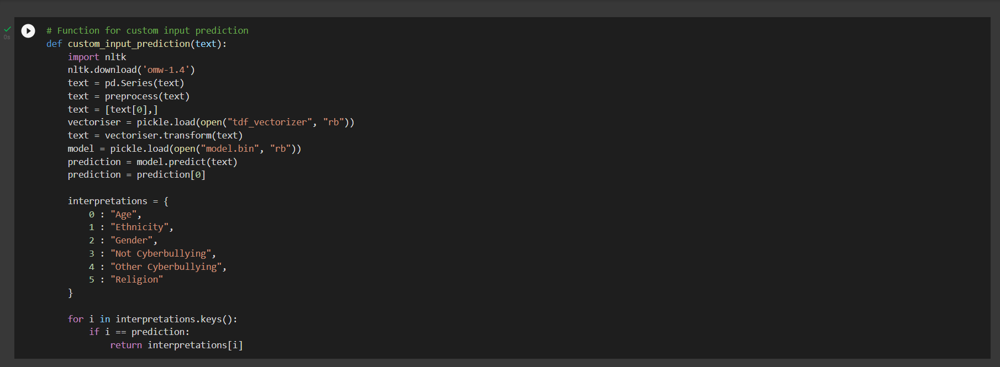 # Function for custom input prediction
def custom_input_prediction(text):
    import nltk
    nltk.download('omw-1.4')
    text = pd.Series(text)
    text = preprocess(text)
    text = [text[0],]
    vectoriser = pickle.load(open("tdf_vectorizer", "rb"))
    text = vectoriser.transform(text)
    model = pickle.load(open("model.bin", "rb"))
    prediction = model.predict(text)
    prediction = prediction[0]

    interpretations = {
        0 : "Age",
        1 : "Ethnicity",
        2 : "Gender",
        3 : "Not Cyberbullying",
        4 : "Other Cyberbullying",
        5 : "Religion"
    }

    for i in interpretations.keys():
        if i == prediction:
            return interpretations[i]
0s